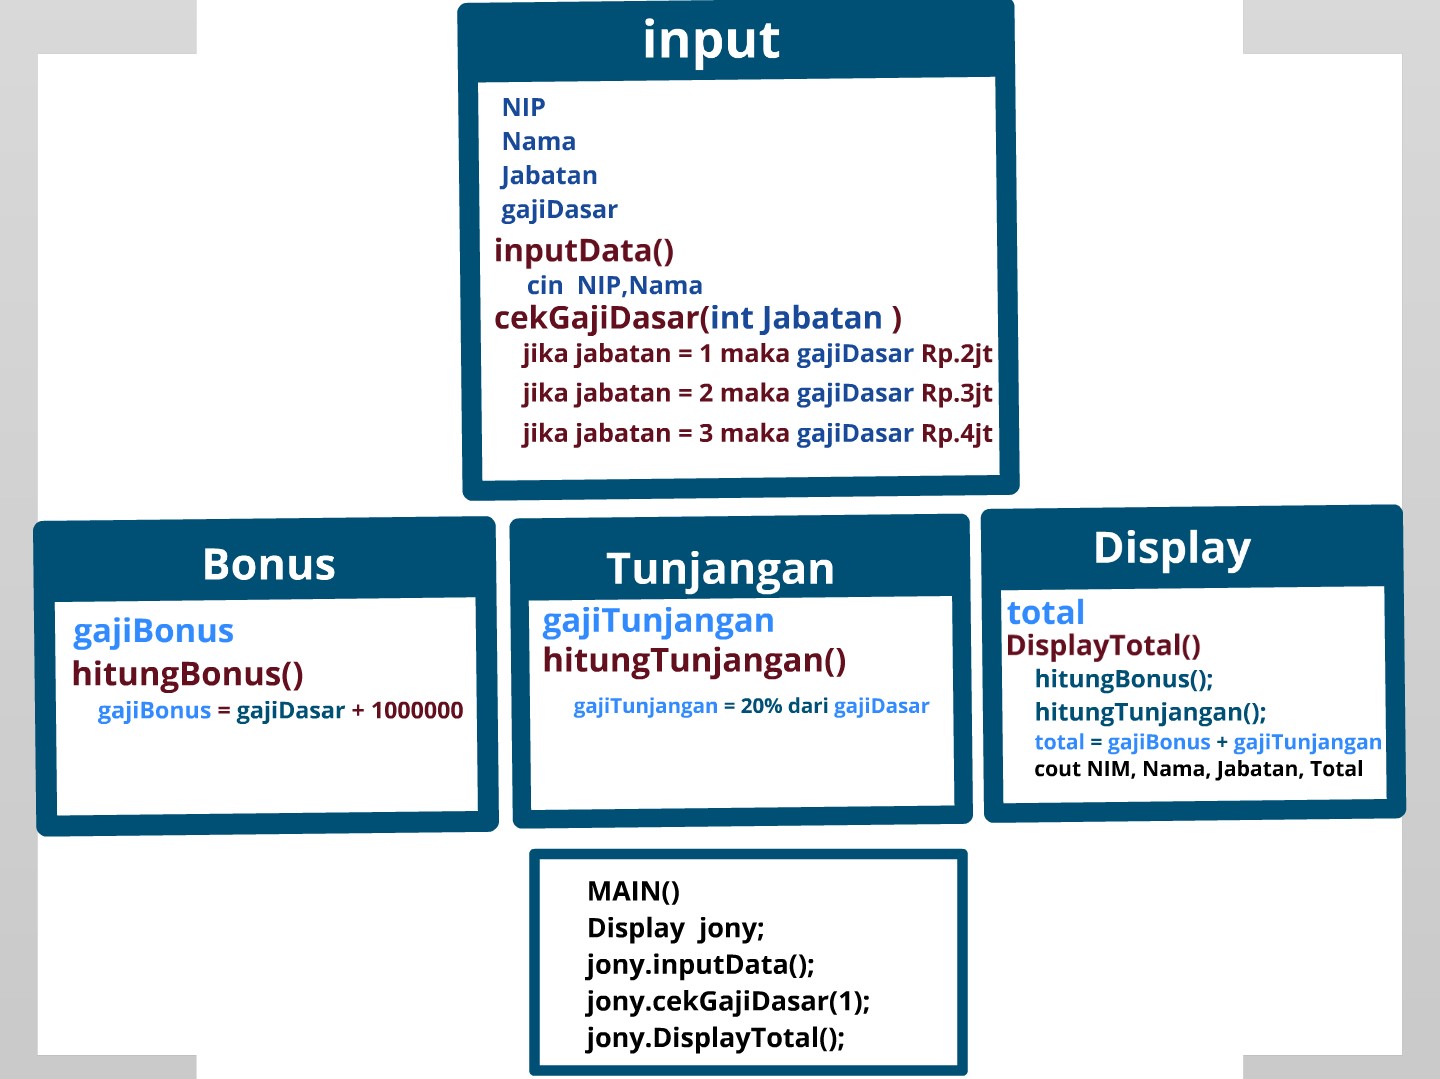 input
NIP
Nama
Jabatan
gajiDasar
inputData()
cin NIP,Nama
cekGajiDasar(int Jabatan )
jika jabatan = 1 maka gajiDasar Rp.2jt
jika jabatan = 2 maka gajiDasar Rp.3jt
jika jabatan = 3 maka gajiDasar Rp.4jt
Bonus
gajiBonus
hitungBonus()
gajiBonus = gajiDasar + 1000000
Tunjangan
gajiTunjangan
hitungTunjangan()
gajiTunjangan = 20% dari gajiDasar
Display
total
DisplayTotal()
hitungBonus();
hitungTunjangan();
total = gajiBonus + gajiTunjangan
cout NIM, Nama, Jabatan, Total
MAIN()
Display jony;
jony.inputData();
jony.cekGajiDasar(1);
jony.DisplayTotal();